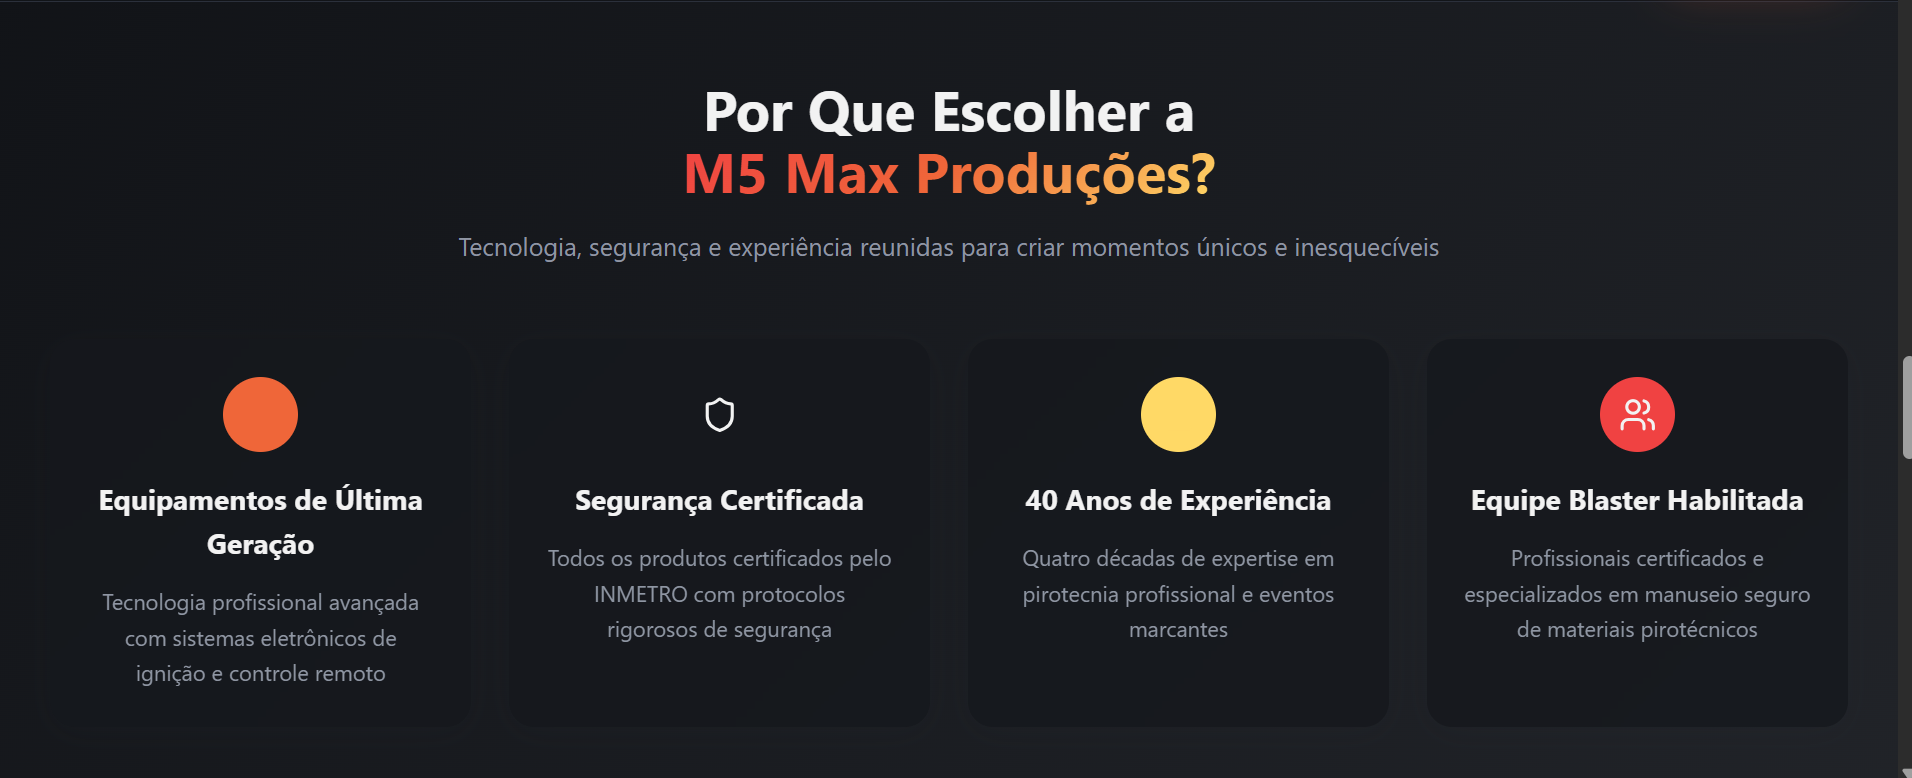 Por Que Escolher a
M5 Max Produções?
Tecnologia, segurança e experiência reunidas para criar momentos únicos e inesquecíveis
Equipamentos de Última
Geração
Tecnologia profissional avançada
com sistemas eletrônicos de
ignição e controle remoto
Segurança Certificada
Todos os produtos certificados pelo
INMETRO com protocolos
rigorosos de segurança
40 Anos de Experiência
Quatro décadas de expertise em
pirotecnia profissional e eventos
marcantes
Equipe Blaster Habilitada
Profissionais certificados e
especializados em manuseio seguro
de materiais pirotécnicos